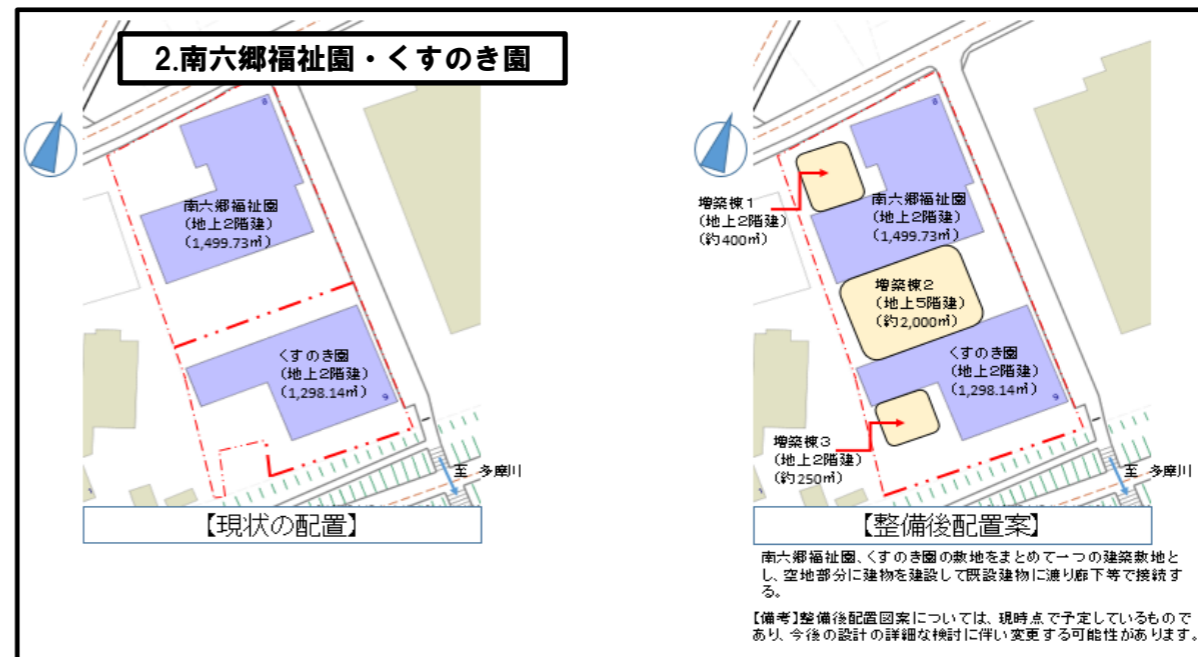 2.南六郷福祉園・くすのき園
8
南六郷福祉園
(地上2階建)
(1,499.73㎡)
くすのき園
(地上2階建)
(1,298.14㎡)
9
至 多摩川
【現状の配置】
8
増築棟1
(地上2階建)
(約400㎡)
南六郷福祉園
(地上2階建)
(1,499.73㎡)
増築棟2
(地上5階建)
(約2,000㎡)
くすのき園
(地上2階建)
(1,298.14㎡)
9
増築棟3
(地上2階建)
(約250㎡)
至 多摩川
【整備後配置案】
南六郷福祉園、くすのき園の敷地をまとめて一つの建築敷地と
し、空地部分に建物を建設して既設建物に渡り廊下等で接続す
る。
【備考】整備後配置図案については、現時点で予定しているもので
あり、今後の設計の詳細な検討に伴い変更する可能性があります。